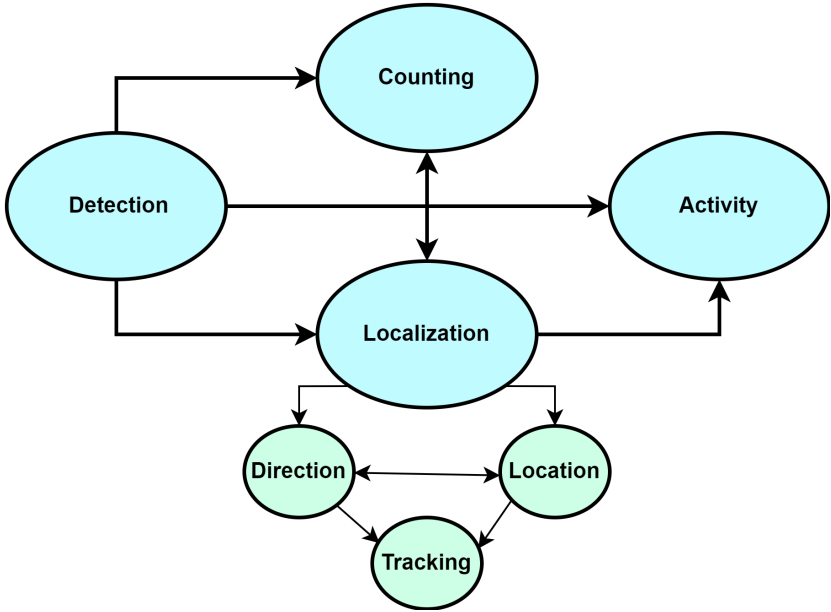 Counting
Detection
Activity
Localization
Direction
Location
Tracking